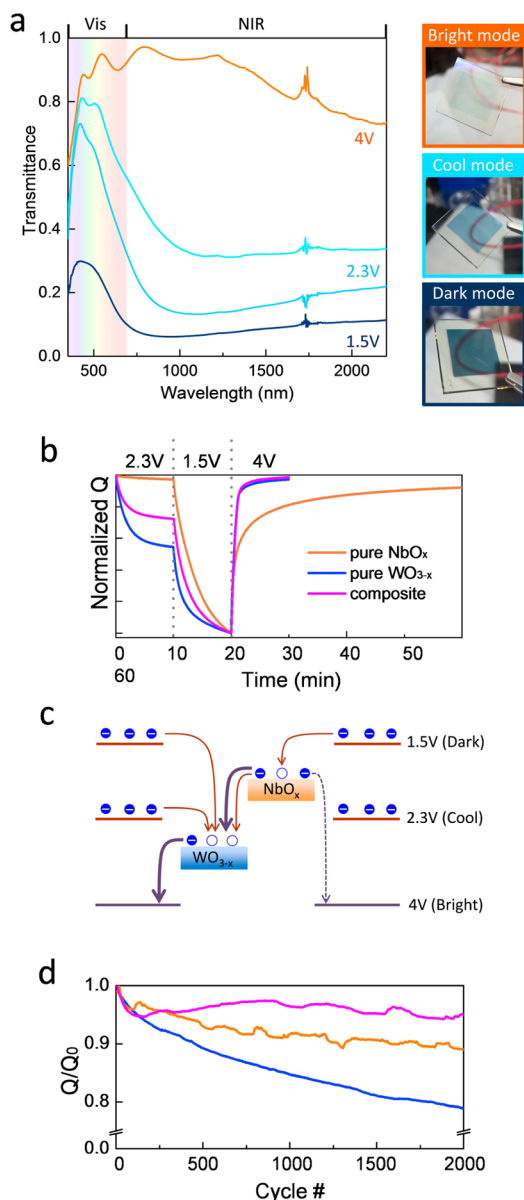 a
Vis
NIR
Bright mode
1.0
0.8
0.6
0.4
0.2
0.0
Transmittance
4V
2.3V
1.5V
500
1000
1500
2000
Wavelength (nm)
Cool mode
Dark mode
b
2.3V
1.5V
4V
Normalized Q
pure NbOx
pure WO3-x
composite
0
10
20
30
40
50
60
Time (min)
c
1.5V (Dark)
NbOx
2.3V (Cool)
WO3-x
4V (Bright)
d
1.0
0.9
0.8
0.0
Q/Q0
0
500
1000
1500
2000
Cycle #